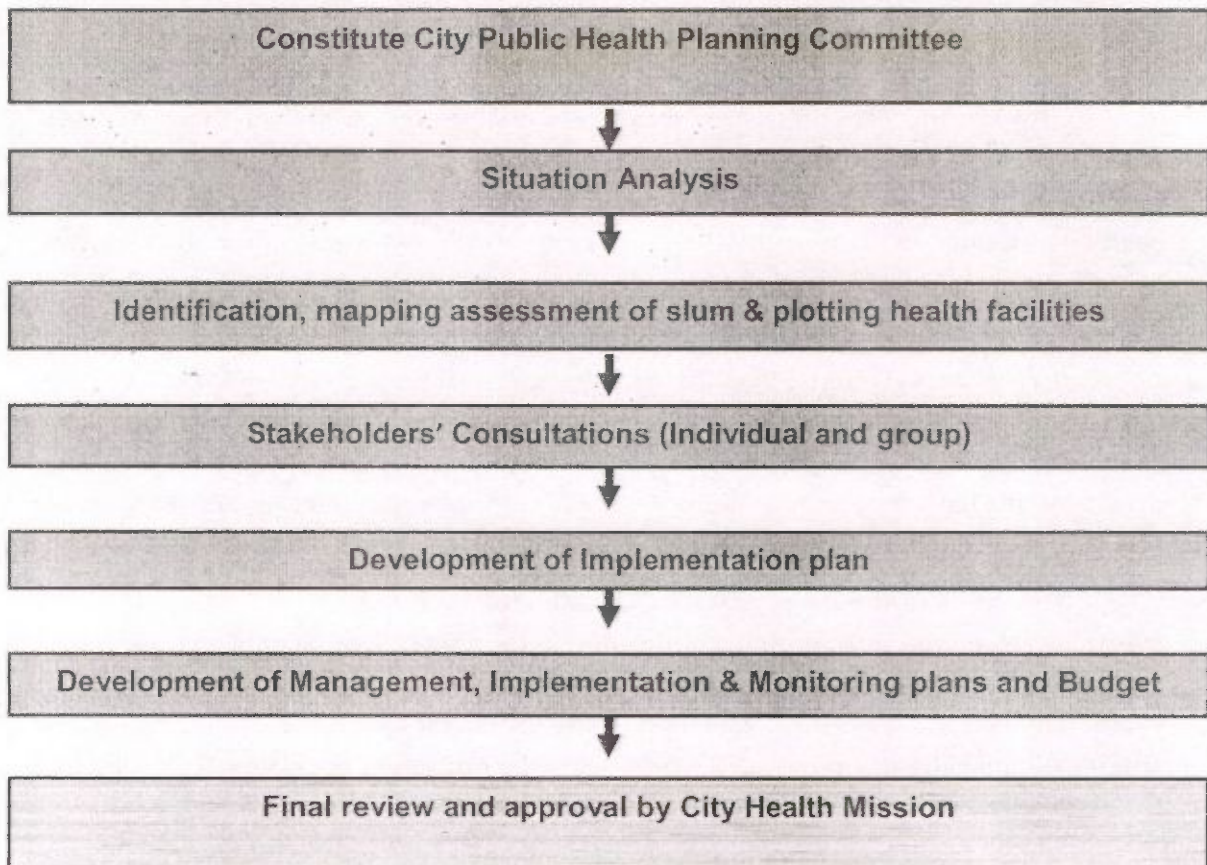 Constitute City Public Health Planning Committee
Situation Analysis
Identification, mapping assessment of slum & plotting health facilities
Stakeholders' Consultations (Individual and group)
Development of Implementation plan
Development of Management, Implementation & Monitoring plans and Budget
Final review and approval by City Health Mission